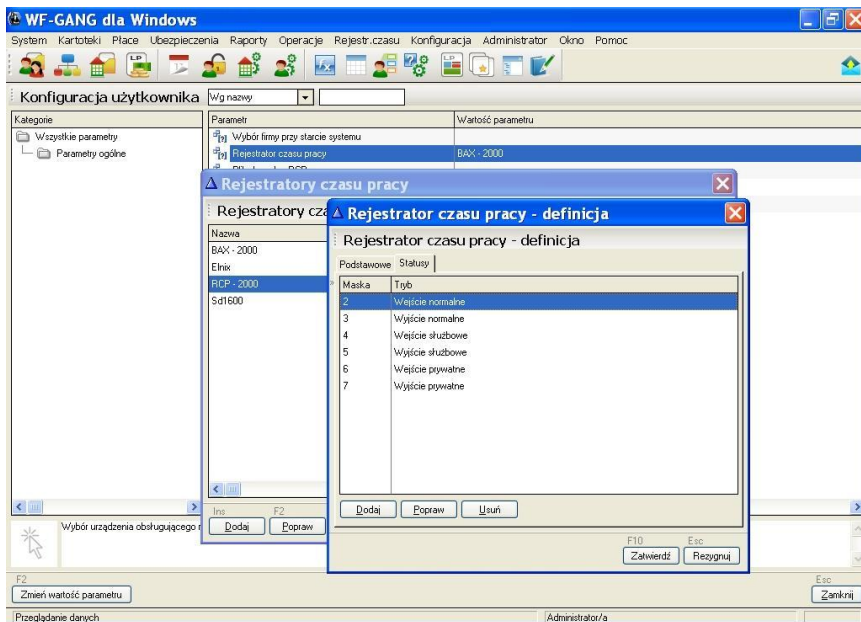 WF-GANG dla Windows
System Kartoteki Płace Ubezpieczenia Raporty Operacje Rejestr.czasu Konfiguracja Administrator Okno Pomoc
Konfiguracja użytkownika Wg nazwy
Kategorie
Wszystkie parametry
Parametry ogólne
Parametr Wartość parametru
Wybór firmy przy starcie systemu
Rejestrator czasu pracy BAX - 2000
Rejestratory czasu pracy
Nazwa
BAX - 2000
Elnix
RCP - 2000
Sd1600
Ins F2
Dodaj Popraw
Rejestrator czasu pracy - definicja
Rejestrator czasu pracy - definicja
Podstawowe Statusy
Maska Tryb
2 Wejście normalne
3 Wyjście normalne
4 Wejście służbowe
5 Wyjście służbowe
6 Wejście prywatne
7 Wyjście prywatne
Dodaj Popraw Usuń
F10 Esc
Zatwierdź Rezygnuj
Wybór urządzenia obsługującego
F2 Esc
Zmień wartość parametru Zamknij
Przeglądanie danych Administrator/a